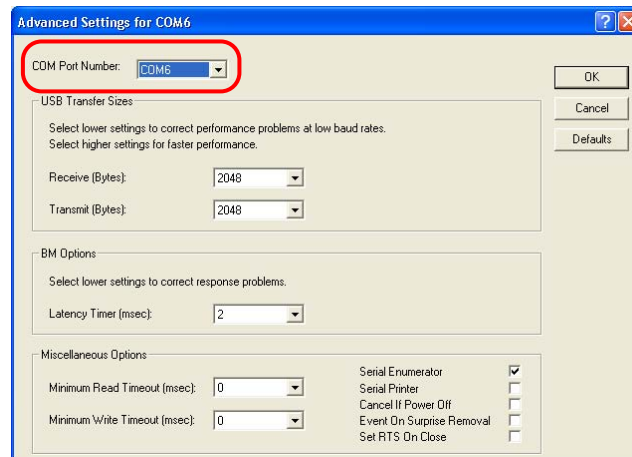 Advanced Settings for COM6
COM Port Number: COM6
OK
Cancel
Defaults
USB Transfer Sizes
Select lower settings to correct performance problems at low baud rates.
Select higher settings for faster performance.
Receive (Bytes): 2048
Transmit (Bytes): 2048
BM Options
Select lower settings to correct response problems.
Latency Timer (msec): 2
Miscellaneous Options
Minimum Read Timeout (msec): 0
Minimum Write Timeout (msec): 0
Serial Enumerator
Serial Printer
Cancel If Power Off
Event On Surprise Removal
Set RTS On Close